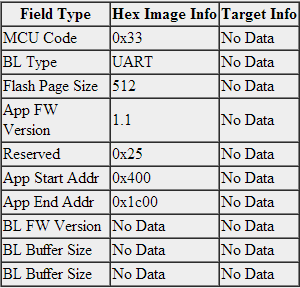 Field Type Hex Image Info Target Info
MCU Code 0x33 No Data
BL Type UART No Data
Flash Page Size 512 No Data
App FW Version 1.1 No Data
Reserved 0x25 No Data
App Start Addr 0x400 No Data
App End Addr 0x1c00 No Data
BL FW Version No Data No Data
BL Buffer Size No Data No Data
BL Buffer Size No Data No Data